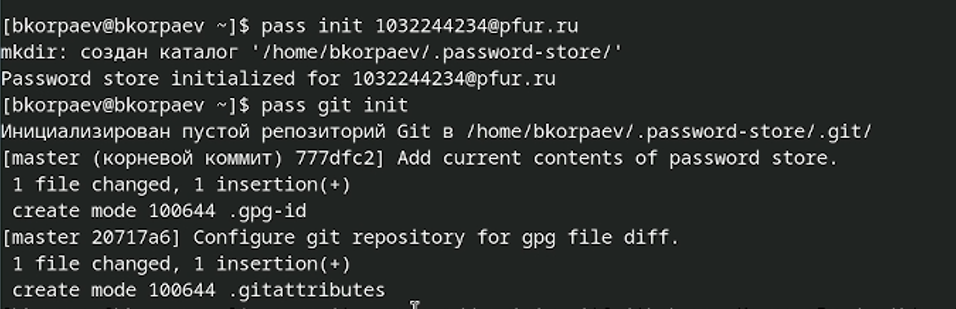 [bkorpaev@bkorpaev ~]$ pass init 1032244234@pfur.ru
mkdir: создан каталог '/home/bkorpaev/.password-store/'
Password store initialized for 1032244234@pfur.ru
[bkorpaev@bkorpaev ~]$ pass git init
Инициализирован пустой репозиторий Git в /home/bkorpaev/.password-store/.git/
[master (корневой коммит) 777dfc2] Add current contents of password store.
 1 file changed, 1 insertion(+)
 create mode 100644 .gpg-id
[master 20717a6] Configure git repository for gpg file diff.
 1 file changed, 1 insertion(+)
 create mode 100644 .gitattributes